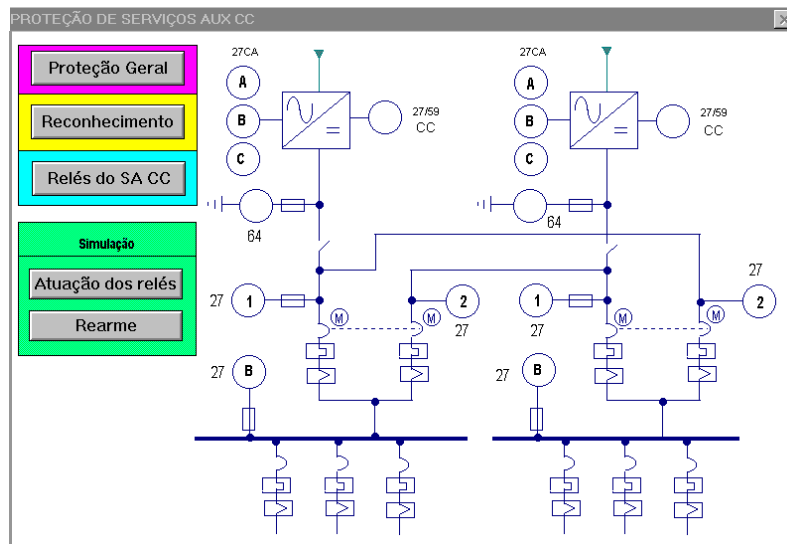 PROTEÇÃO DE SERVIÇOS AUX CC
Proteção Geral
Reconhecimento
Relés do SA CC
Simulação
Atuação dos relés
Rearme
27CA
A
B
C
27/59
CC
64
27
1
2
27
M
M
27
B
27CA
A
B
C
27/59
CC
64
1
27
27
2
M
M
27
B